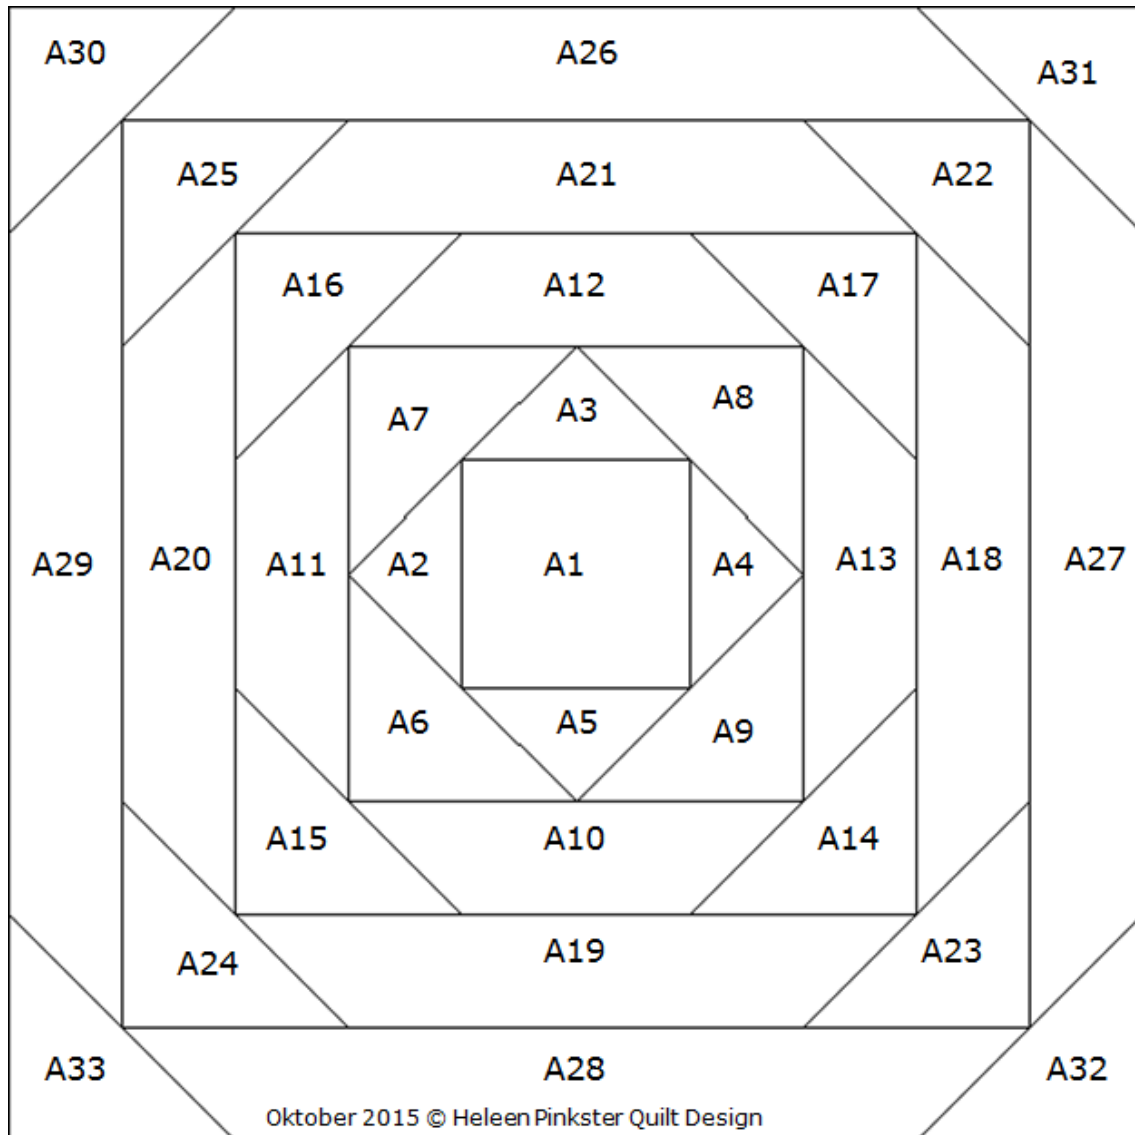 A30 A26 A31
A25 A21 A22
A16 A12 A17
A7 A3 A8
A29 A20 A11 A2 A1 A4 A13 A18 A27
A6 A5 A9
A15 A10 A14
A24 A19 A23
A33 A28 A32
Oktober 2015 © Heleen Pinkster Quilt Design